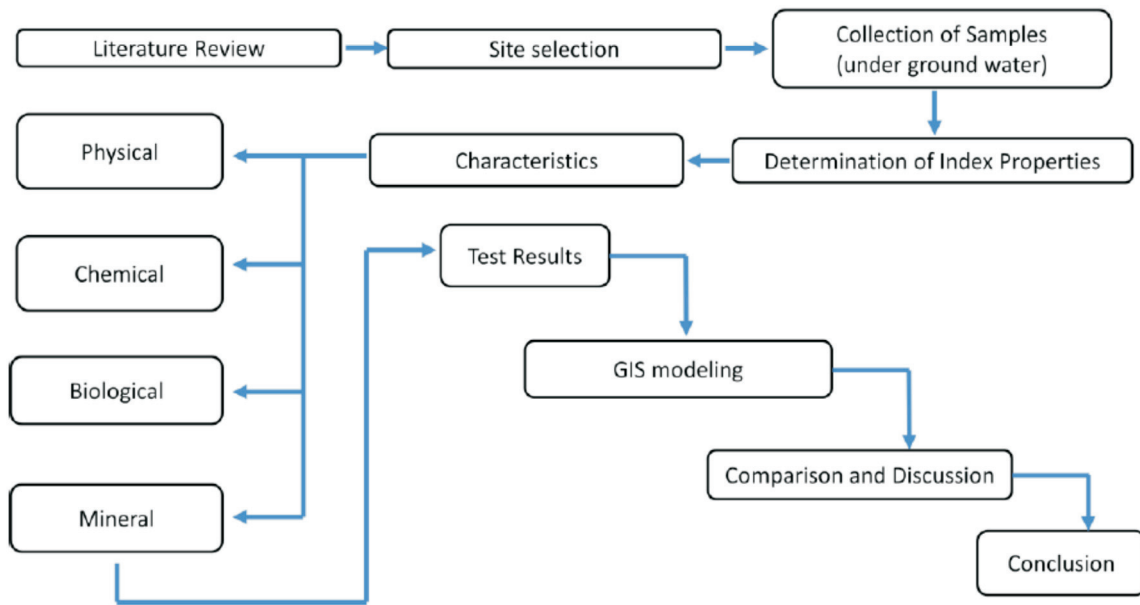 Literature Review
Site selection
Collection of Samples
(under ground water)
Physical
Characteristics
Determination of Index Properties
Chemical
Test Results
Biological
GIS modeling
Mineral
Comparison and Discussion
Conclusion